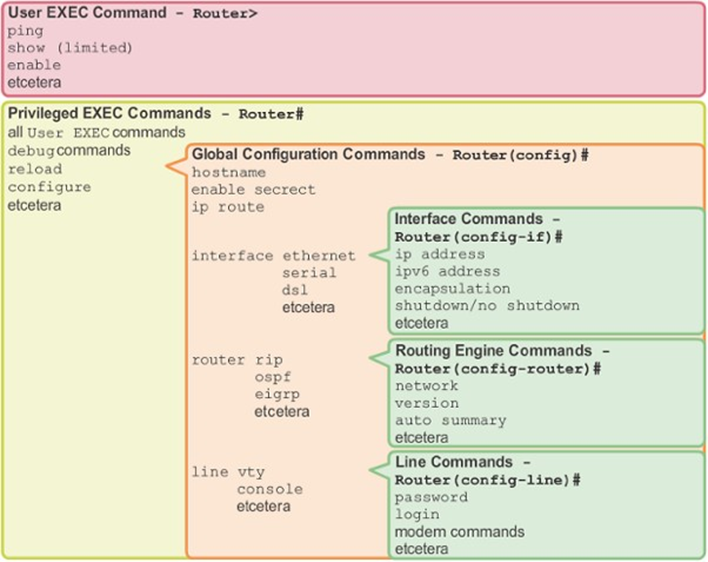 User EXEC Command - Router>
ping
show (limited)
enable
etcetera
Privileged EXEC Commands - Router#
all User EXEC commands
debug commands
reload
configure
etcetera
Global Configuration Commands - Router(config)#
hostname
enable secrect
ip route
interface ethernet
serial
dsl
etcetera
Interface Commands -
Router(config-if)#
ip address
ipv6 address
encapsulation
shutdown/no shutdown
etcetera
router rip
ospf
eigrp
etcetera
Routing Engine Commands -
Router(config-router)#
network
version
auto summary
etcetera
line vty
console
etcetera
Line Commands -
Router(config-line)#
password
login
modem commands
etcetera